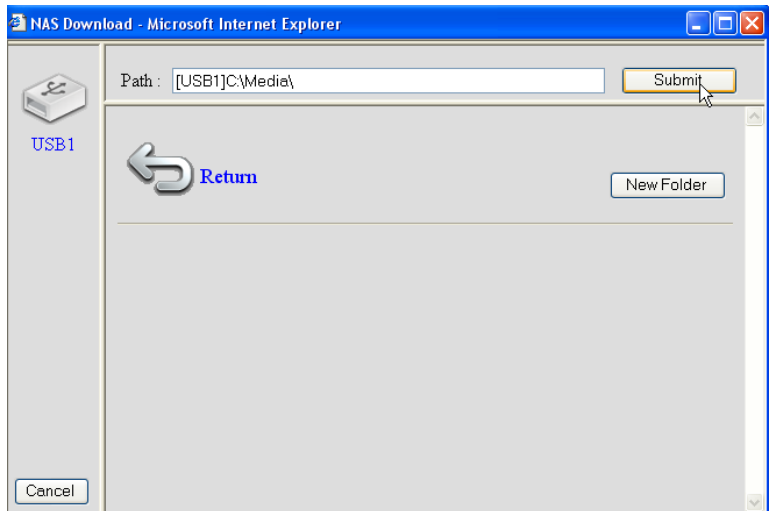 NAS Download - Microsoft Internet Explorer
Path : [USB1]C:\Media\ Submit
USB1
Return
New Folder
Cancel